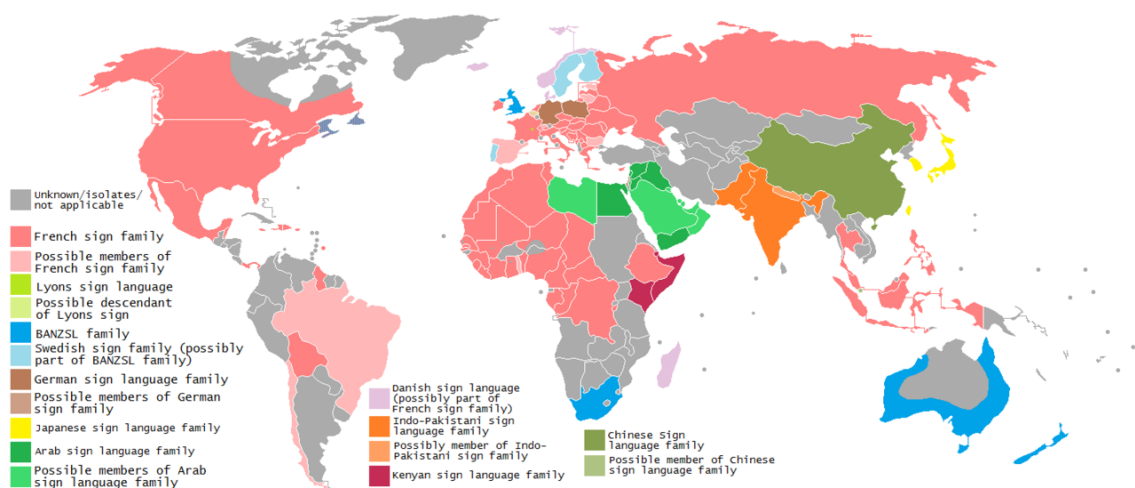 Unknown/isolates/
not applicable
French sign family
Possible members of
French sign family
Lyons sign language
Possible descendant
of Lyons sign
BANZSL family
Swedish sign family (possibly
part of BANZSL family)
German sign language family
Possible members of German
sign family
Japanese sign language family
Arab sign language family
Possible members of Arab
sign language family
Danish sign language
(possibly part of
French sign family)
Indo-Pakistani sign
language family
Possibly member of Indo-
Pakistani sign family
Kenyan sign language family
Chinese Sign
language family
Possible member of Chinese
sign language family